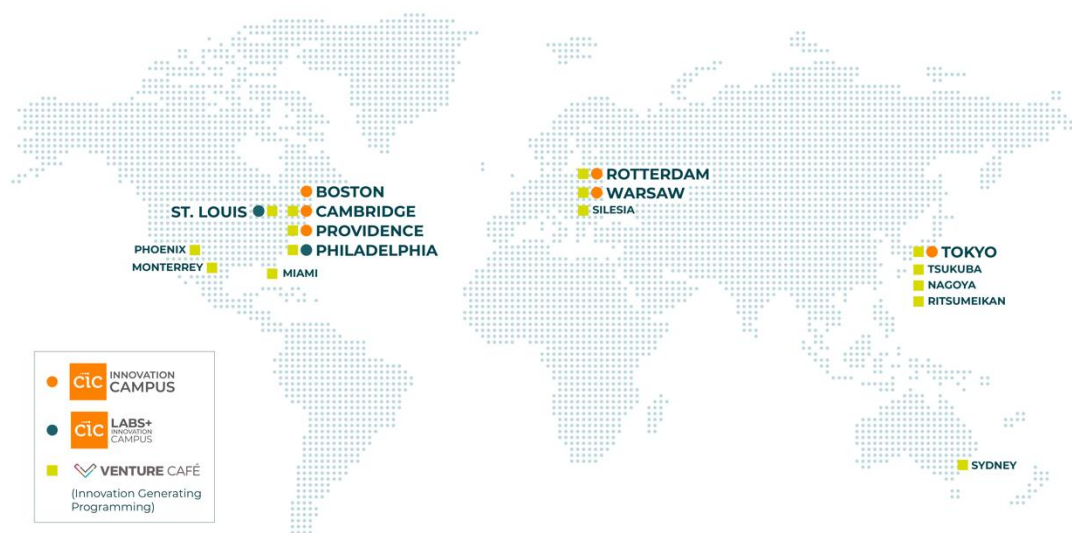 BOSTON
ST. LOUIS
CAMBRIDGE
PROVIDENCE
PHILADELPHIA
PHOENIX
MONTERREY
MIAMI
ROTTERDAM
WARSAW
SILESIA
TOKYO
TSUKUBA
NAGOYA
RITSUMEIKAN
SYDNEY
cic INNOVATION
CAMPUS
cic LABS+
INNOVATION
CAMPUS
VENTURE CAFÉ
(Innovation Generating
Programming)